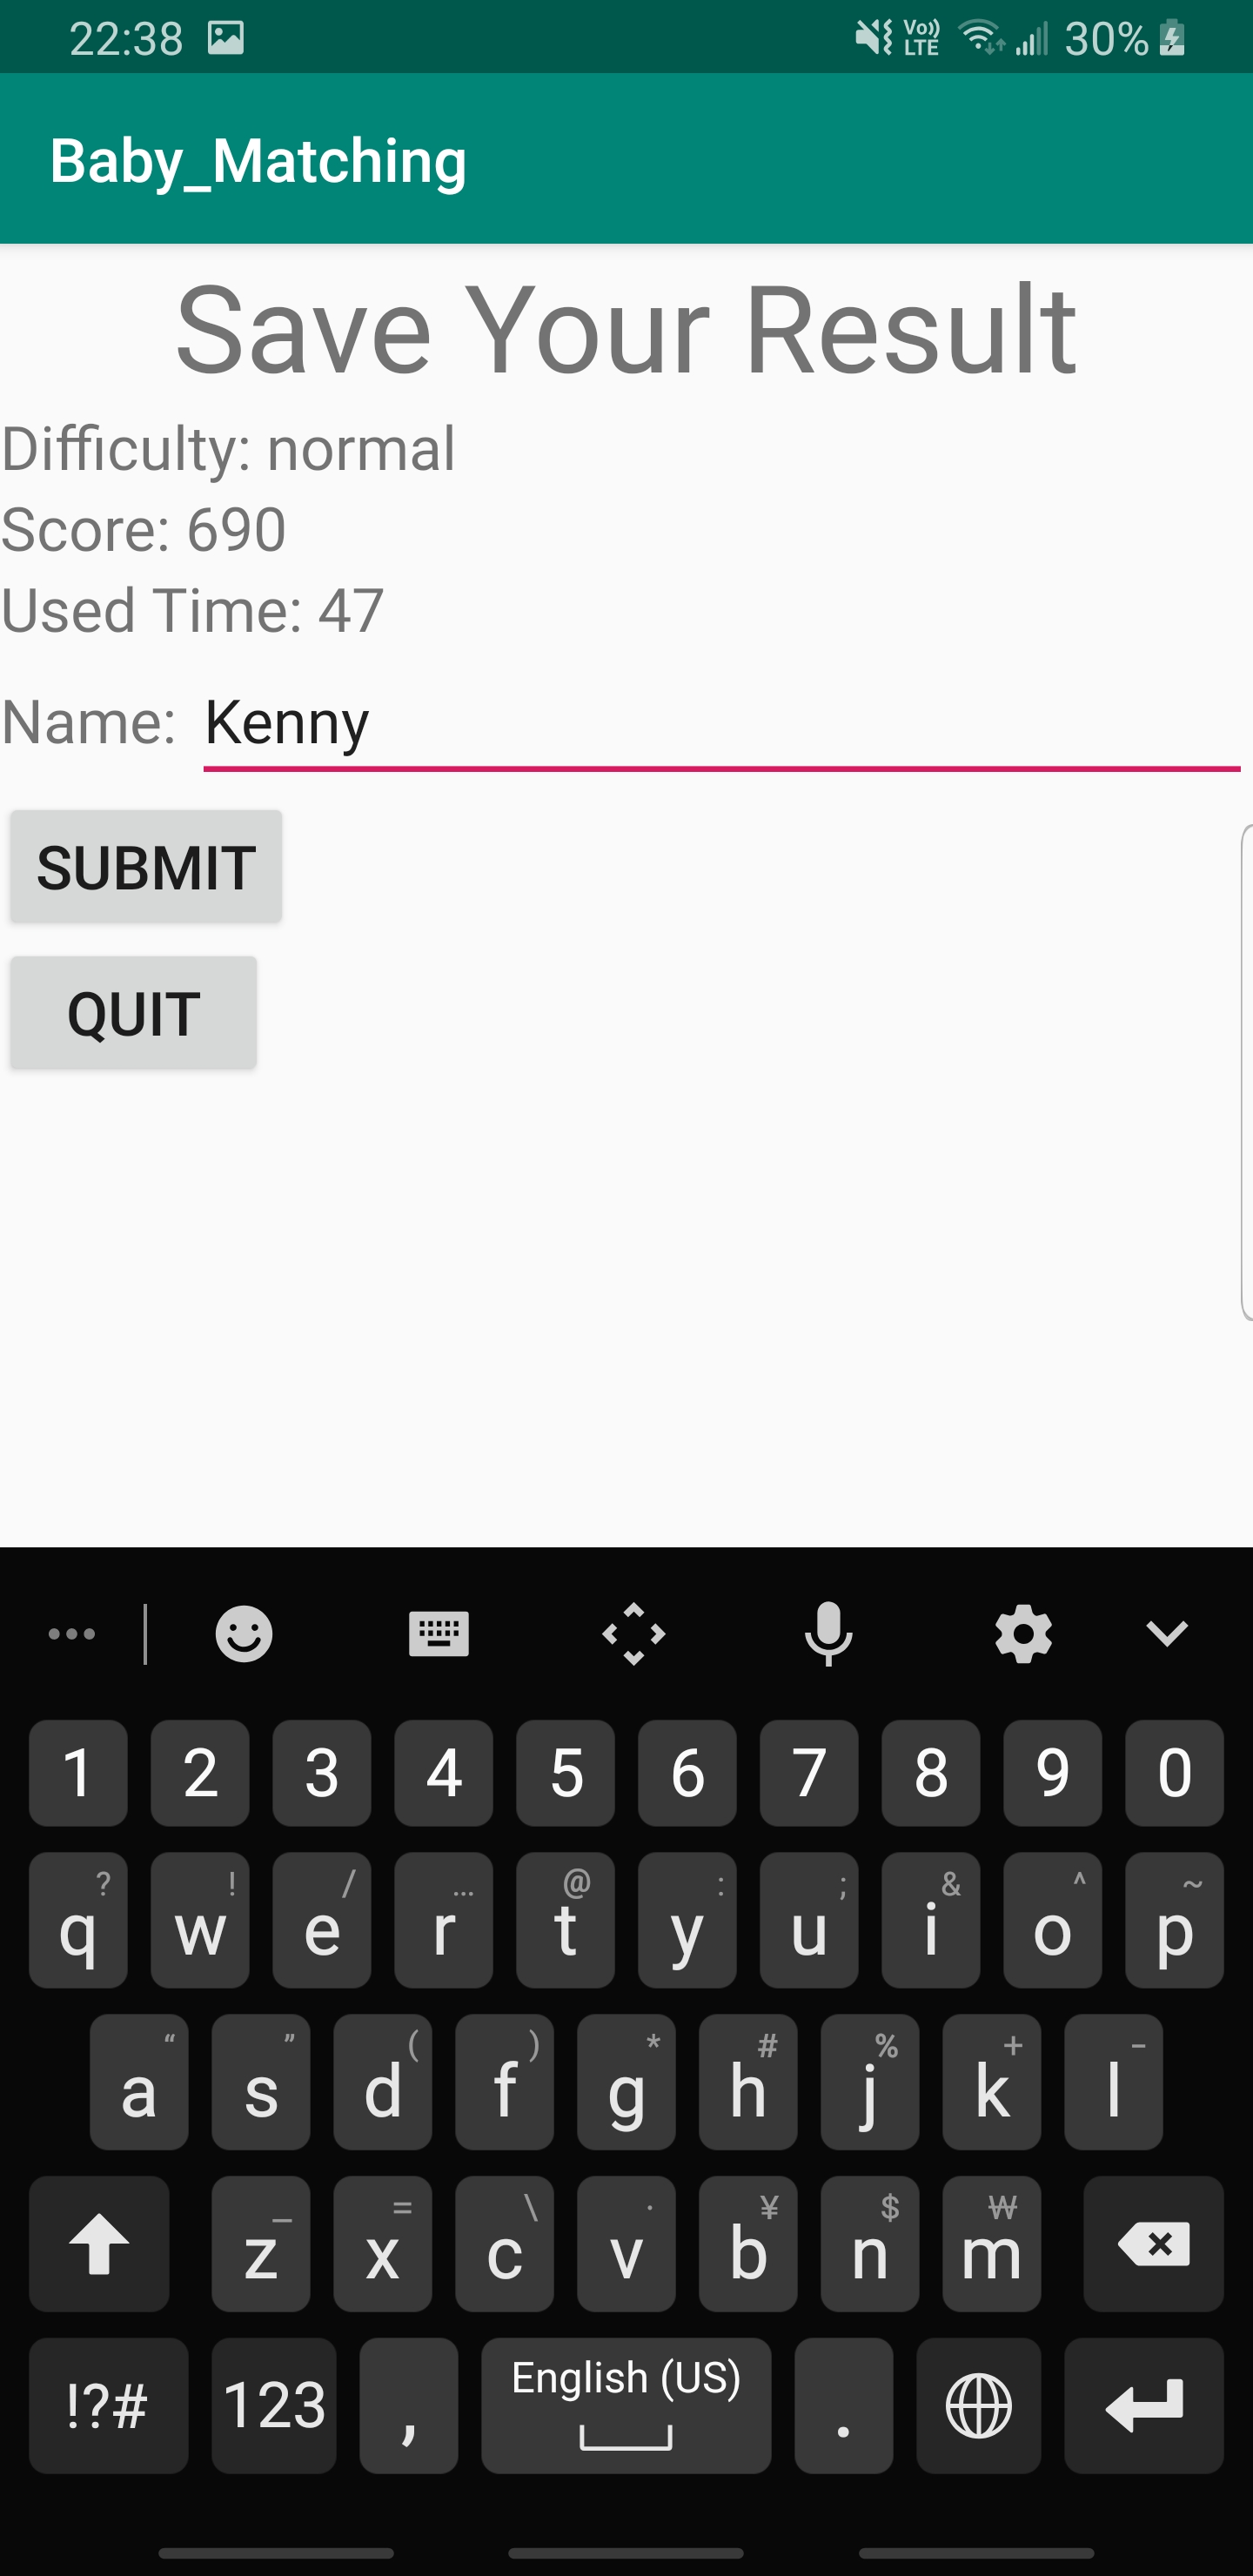 22:38 Vo)) LTE 30%
Baby_Matching
Save Your Result
Difficulty: normal
Score: 690
Used Time: 47
Name: Kenny
SUBMIT
QUIT
1 2 3 4 5 6 7 8 9 0
? ! / … @ : ; & ^ ~
q w e r t y u i o p
“ ” ( ) * # % + -
a s d f g h j k l
_ = \ · ¥ $ ₩
z x c v b n m
!?# 123 , English (US) .